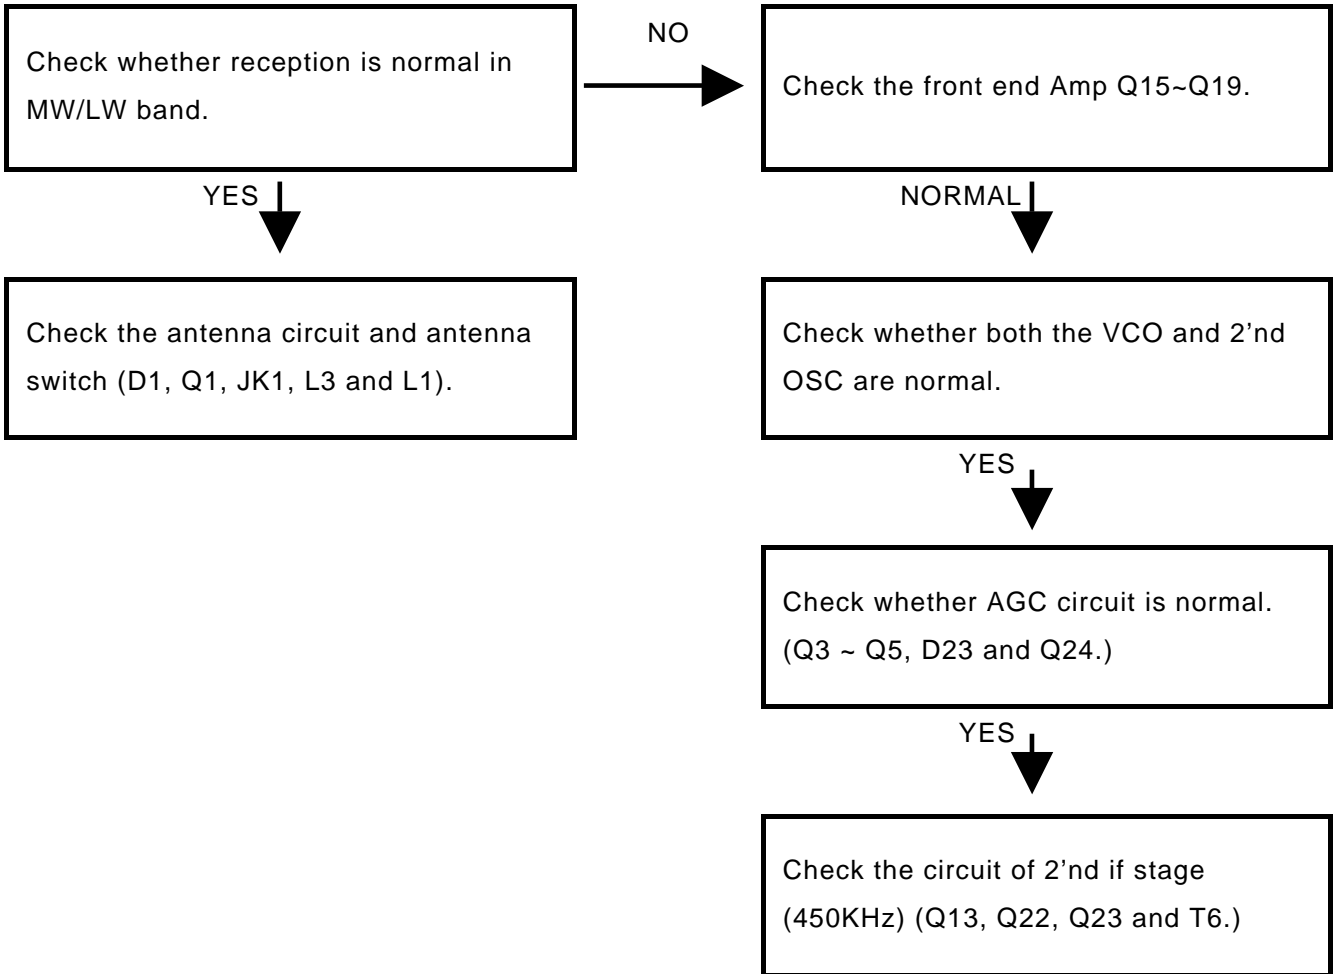 Check whether reception is normal in
MW/LW band.
NO
Check the front end Amp Q15~Q19.
YES
NORMAL
Check the antenna circuit and antenna
switch (D1, Q1, JK1, L3 and L1).
Check whether both the VCO and 2’nd
OSC are normal.
YES
Check whether AGC circuit is normal.
(Q3 ~ Q5, D23 and Q24.)
YES
Check the circuit of 2’nd if stage
(450KHz) (Q13, Q22, Q23 and T6.)